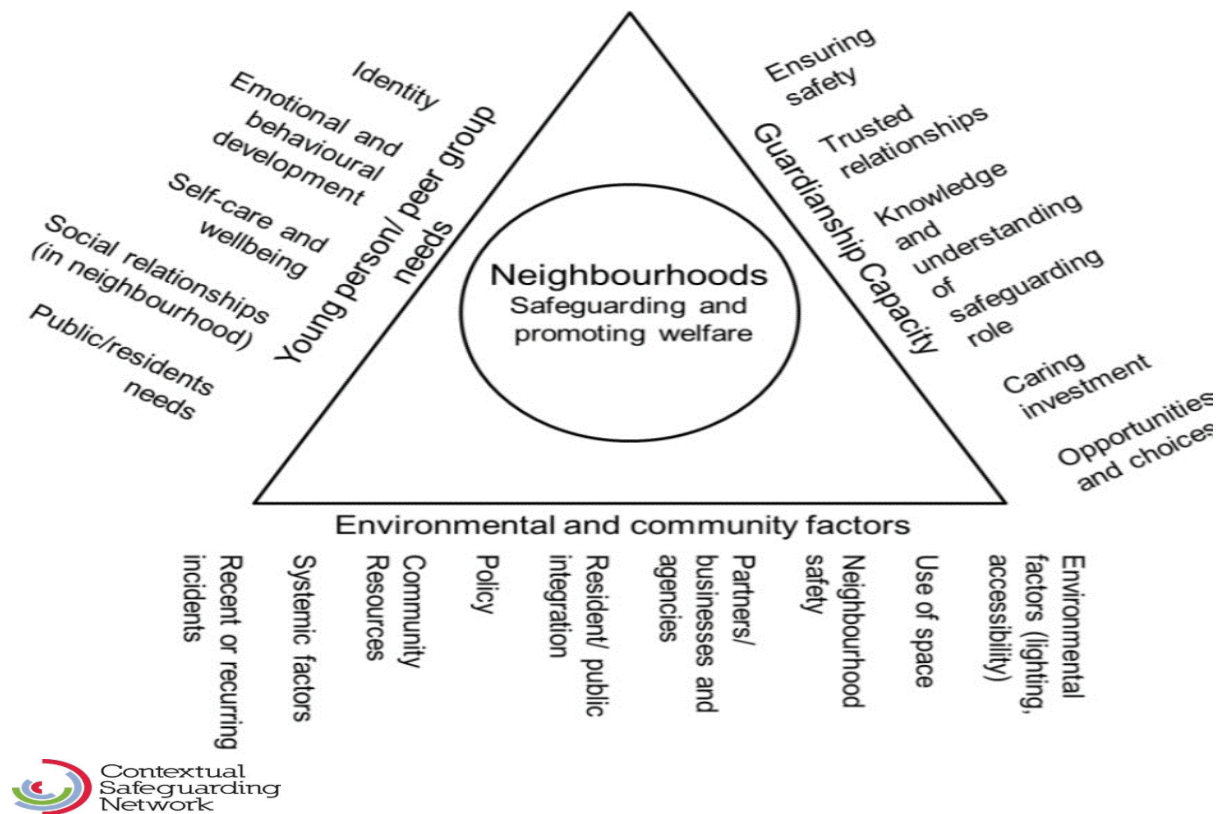 Identity
Emotional and
behavioural
development
Self-care and
wellbeing
Social relationships
(in neighbourhood)
Public/residents
needs
Young person/ peer group
needs
Neighbourhoods
Safeguarding and
promoting welfare
Guardianship Capacity
Ensuring
safety
Trusted
relationships
Knowledge
and
understanding
of
safeguarding
role
Caring
investment
Opportunities
and choices
Environmental and community factors
Recent or recurring
incidents
Systemic factors
Community
Resources
Policy
Resident/ public
integration
Partners/
businesses and
agencies
Neighbourhood
safety
Use of space
Environmental
factors (lighting,
accessibility)
Contextual
Safeguarding
Network